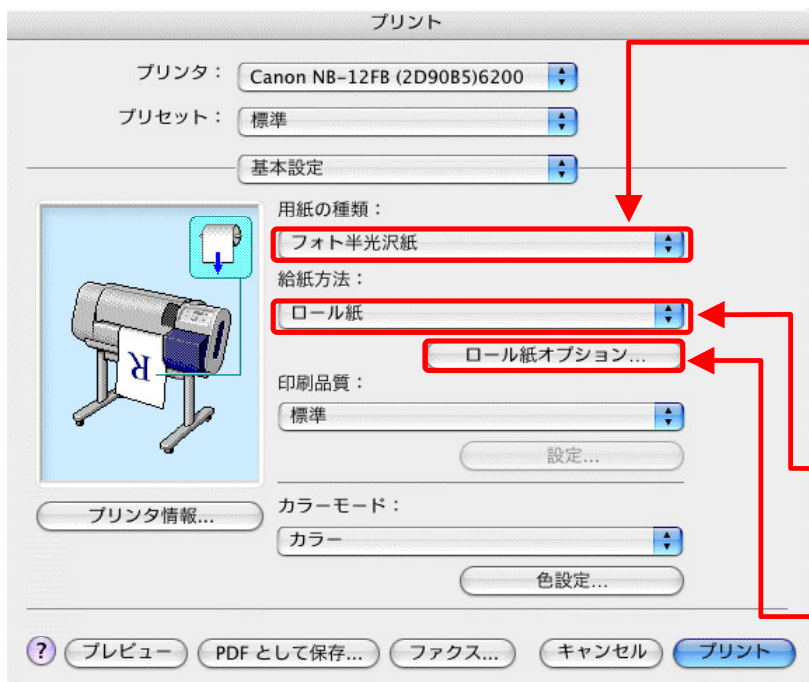 プリント
プリンタ： Canon NB-12FB (2D90B5)6200
プリセット： 標準
基本設定
用紙の種類：
フォト半光沢紙
給紙方法：
ロール紙
ロール紙オプション...
R
印刷品質：
標準
設定...
プリンタ情報...
カラーモード：
カラー
色設定...
? プレビュー PDF として保存... ファクス... キャンセル プリント